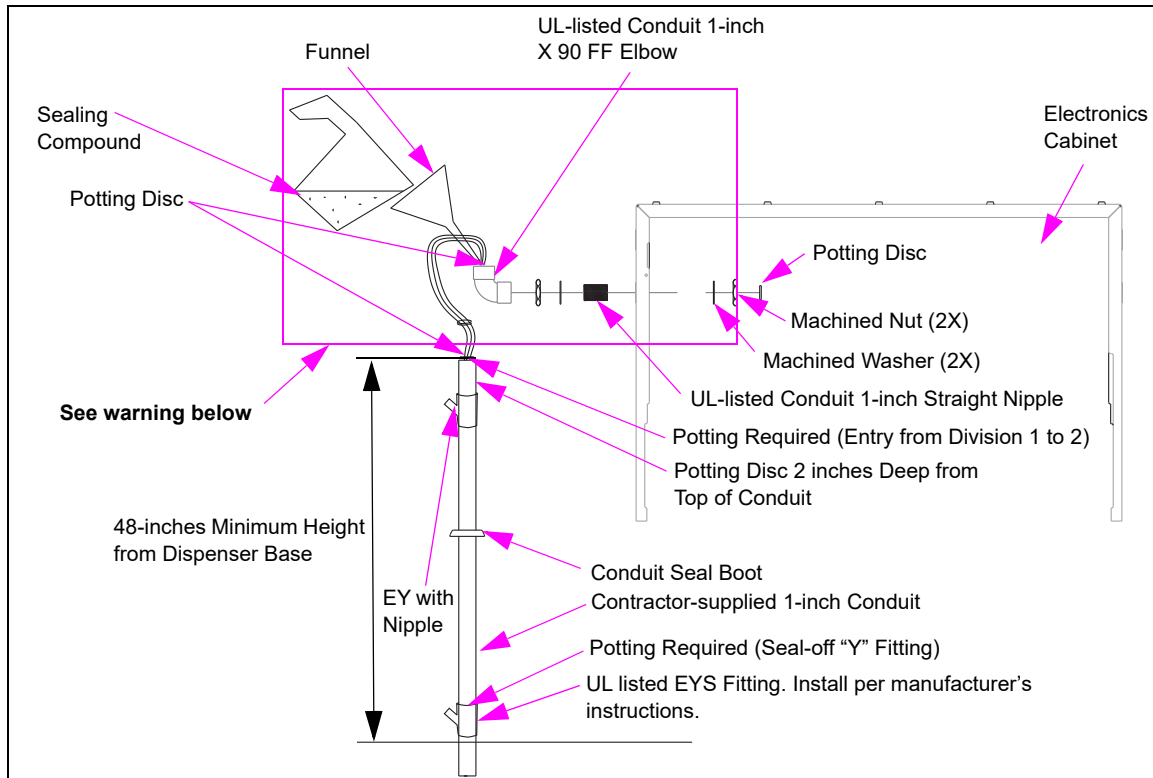 UL-listed Conduit 1-inch
X 90 FF Elbow
Funnel
Sealing
Compound
Electronics
Cabinet
Potting Disc
Potting Disc
Machined Nut (2X)
Machined Washer (2X)
UL-listed Conduit 1-inch Straight Nipple
See warning below
Potting Required (Entry from Division 1 to 2)
Potting Disc 2 inches Deep from
Top of Conduit
48-inches Minimum Height
from Dispenser Base
Conduit Seal Boot
EY with
Nipple
Contractor-supplied 1-inch Conduit
Potting Required (Seal-off “Y” Fitting)
UL listed EYS Fitting. Install per manufacturer’s
instructions.